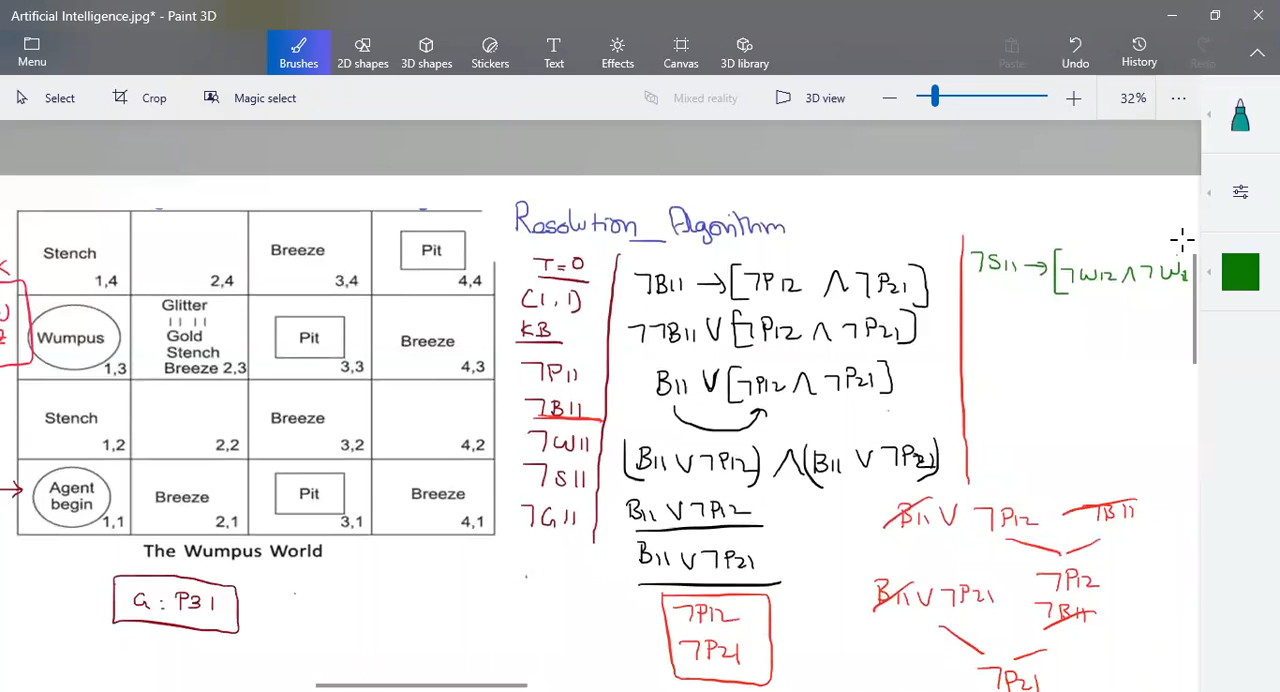 Artificial Intelligence.jpg* - Paint 3D
Menu
Brushes
2D shapes
3D shapes
Stickers
Text
Effects
Canvas
3D library
Paste
Undo
History
Redo
Select
Crop
Magic select
Mixed reality
3D view
32%
Stench
1,4
2,4
Breeze
3,4
Pit
4,4
Wumpus
1,3
Glitter
Gold
Stench
Breeze 2,3
Pit
3,3
Breeze
4,3
Stench
1,2
2,2
Breeze
3,2
4,2
Agent
begin
1,1
Breeze
2,1
Pit
3,1
Breeze
4,1
The Wumpus World
G : P31
Resolution Algorithm
T=0
(1,1)
KB
¬P11
¬B11
¬W11
¬S11
¬G11
¬B11 → [¬P12 ∧ ¬P21]
¬¬B11 ∨ [¬P12 ∧ ¬P21]
B11 ∨ [¬P12 ∧ ¬P21]
(B11 ∨ ¬P12) ∧ (B11 ∨ ¬P21)
B11 ∨ ¬P12
B11 ∨ ¬P21
¬P12
¬P21
¬S11 → [¬W12 ∧ ¬W2
B11 ∨ ¬P12 ¬B11
¬P12
B11 ∨ ¬P21 ¬B11
¬P21